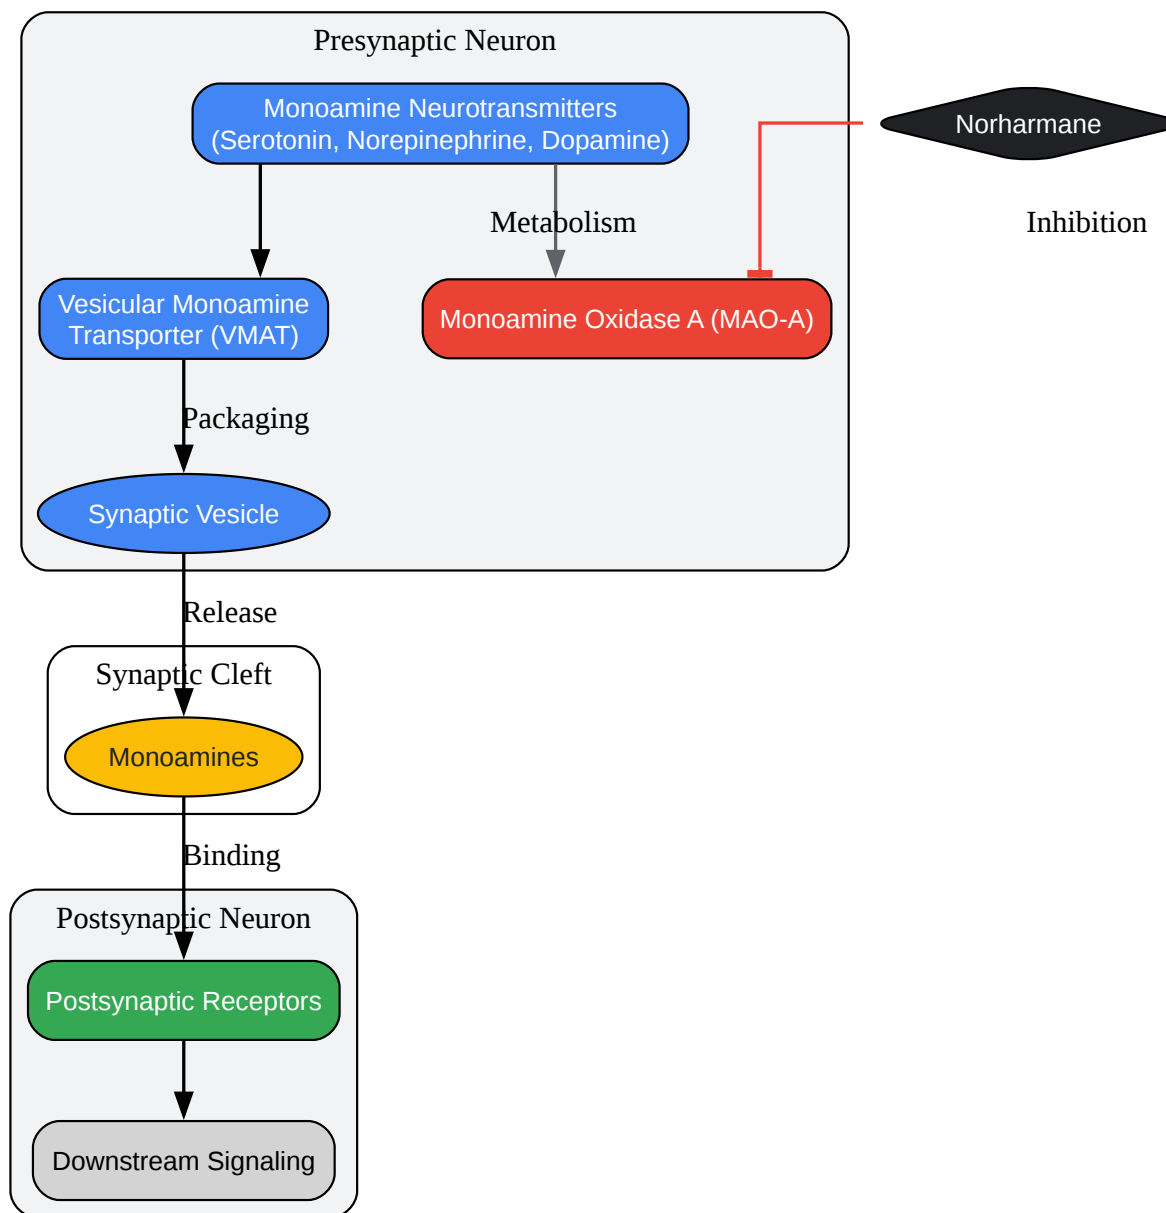 Presynaptic Neuron
Monoamine Neurotransmitters
(Serotonin, Norepinephrine, Dopamine)
Norharmane
Metabolism
Inhibition
Vesicular Monoamine
Transporter (VMAT)
Monoamine Oxidase A (MAO-A)
Packaging
Synaptic Vesicle
Release
Synaptic Cleft
Monoamines
Binding
Postsynaptic Neuron
Postsynaptic Receptors
Downstream Signaling